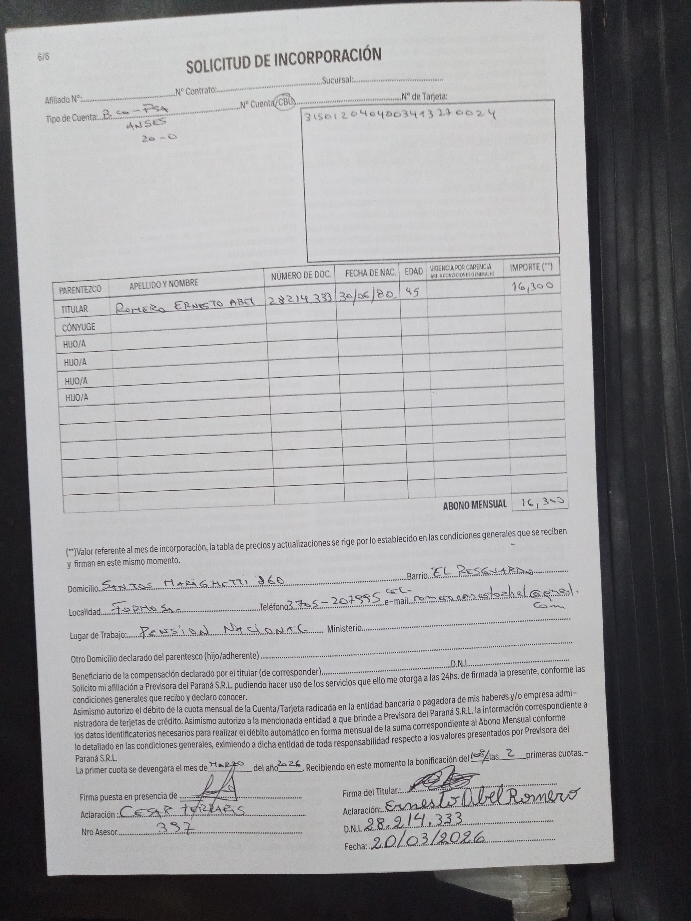 6/6
SOLICITUD DE INCORPORACIÓN
Afiliado N°: N° Contrato: Sucursal:
Tipo de Cuenta: Bco - N° Cuenta/CBU N° de Tarjeta:
ANSES
20-0
PARENTEZCO APELLIDO Y NOMBRE NÚMERO DE DOC. FECHA DE NAC. EDAD VIGENCIA POR CARENCIA IMPORTE (**)
TITULAR ROMERO ERNESTO ABEL 28214333 30/06/80 45 16,300
CÓNYUGE
HIJO/A
HIJO/A
HIJO/A
HIJO/A
ABONO MENSUAL 16,300
(**)Valor referente al mes de incorporación, la tabla de precios y actualizaciones se rige por lo establecido en las condiciones generales que se reciben
y firman en este mismo momento.
Domicilio SANTOS 960 Barrio EL RESGUARDO
Localidad FORMOSA Teléfono 3705-207995 e-mail
com
Lugar de Trabajo: PENSION NACIONAL Ministerio
Otro Domicilio declarado del parentesco (hijo/adherente)
Beneficiario de la compensación declarado por el titular (de corresponder) D.N.I.
Solicito mi afiliación a Previsora del Paraná S.R.L. pudiendo hacer uso de los servicios que ello me otorga a las 24hs. de firmada la presente, conforme las
condiciones generales que recibo y declaro conocer.
Asimismo autorizo el débito de la cuota mensual de la Cuenta/Tarjeta radicada en la entidad bancaria o pagadora de mis haberes y/o empresa admi-
nistradora de terjetas de crédito. Asimismo autorizo a la mencionada entidad a que brinde a Previsora del Paraná S.R.L. la información correspondiente a
los datos identificatorios necesarios para realizar el débito automático en forma mensual de la suma correspondiente al Abono Mensual conforme
lo detallado en las condiciones generales, eximiendo a dicha entidad de toda responsabilidad respecto a los valores presentados por Previsora del
Paraná S.R.L.
La primer cuota se devengara el mes de MARZO del año 2026. Recibiendo en este momento la bonificación de las 2 primeras cuotas.-
Firma puesta en presencia de Firma del Titular:
Aclaración: CESAR Aclaración: Ernesto Abel Romero
Nro Asesor 397 D.N.I. 28.214.333
Fecha: 20/03/2026